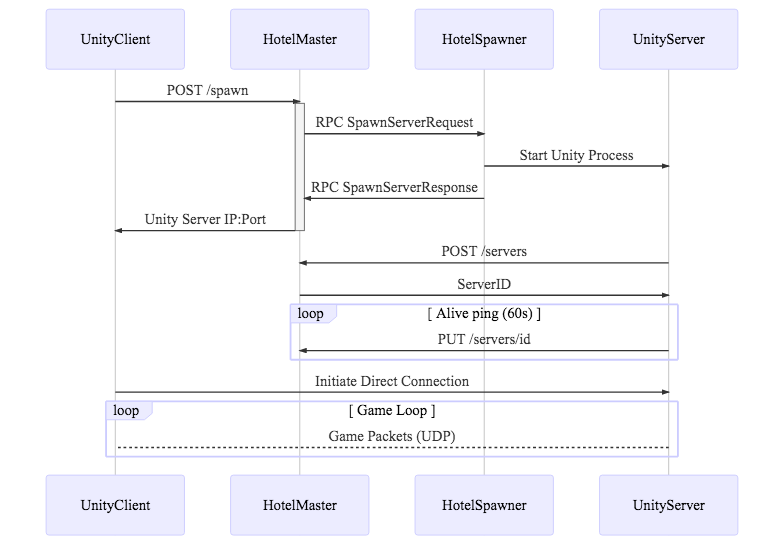 UnityClient
HotelMaster
HotelSpawner
UnityServer
POST /spawn
RPC SpawnServerRequest
Start Unity Process
RPC SpawnServerResponse
Unity Server IP:Port
POST /servers
ServerID
loop
[ Alive ping (60s) ]
PUT /servers/id
Initiate Direct Connection
loop
[ Game Loop ]
Game Packets (UDP)
UnityClient
HotelMaster
HotelSpawner
UnityServer